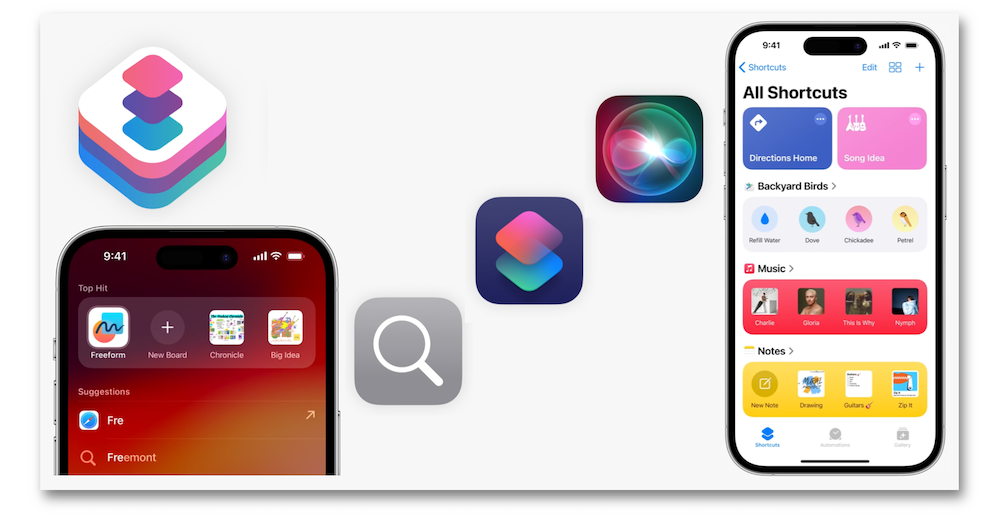 9:41
Top Hit
Freeform
New Board
Chronicle
Big Idea
Suggestions
Fre
Freemont
9:41
Shortcuts
Edit
All Shortcuts
Directions Home
Song Idea
Backyard Birds
Refill Water
Dove
Chickadee
Petrel
Music
Charlie
Gloria
This Is Why
Nymph
Notes
New Note
Drawing
Guitars 🎸
Zip It
Shortcuts
Automations
Gallery